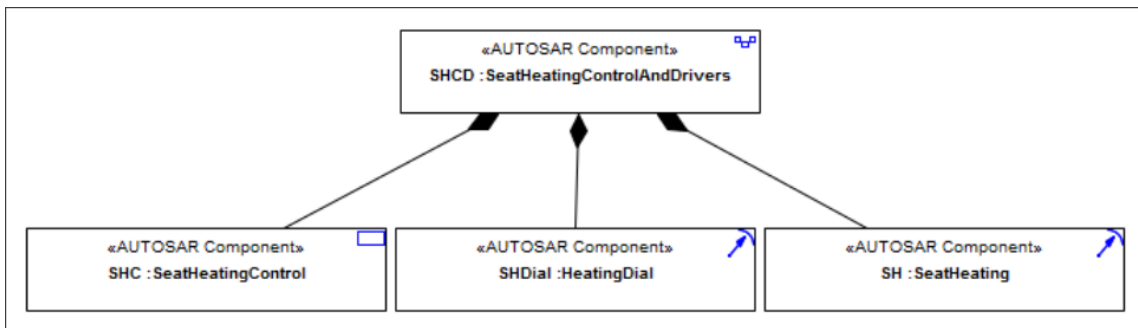 «AUTOSAR Component»
SHCD :SeatHeatingControlAndDrivers
«AUTOSAR Component»
SHC :SeatHeatingControl
«AUTOSAR Component»
SHDial :HeatingDial
«AUTOSAR Component»
SH :SeatHeating